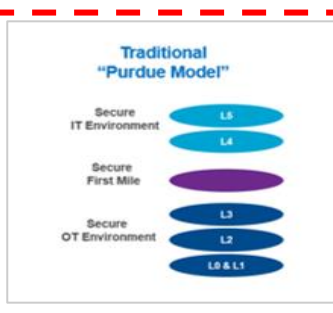 Traditional
“Purdue Model”
Secure
IT Environment
L5
L4
Secure
First Mile
Secure
OT Environment
L3
L2
L0 & L1